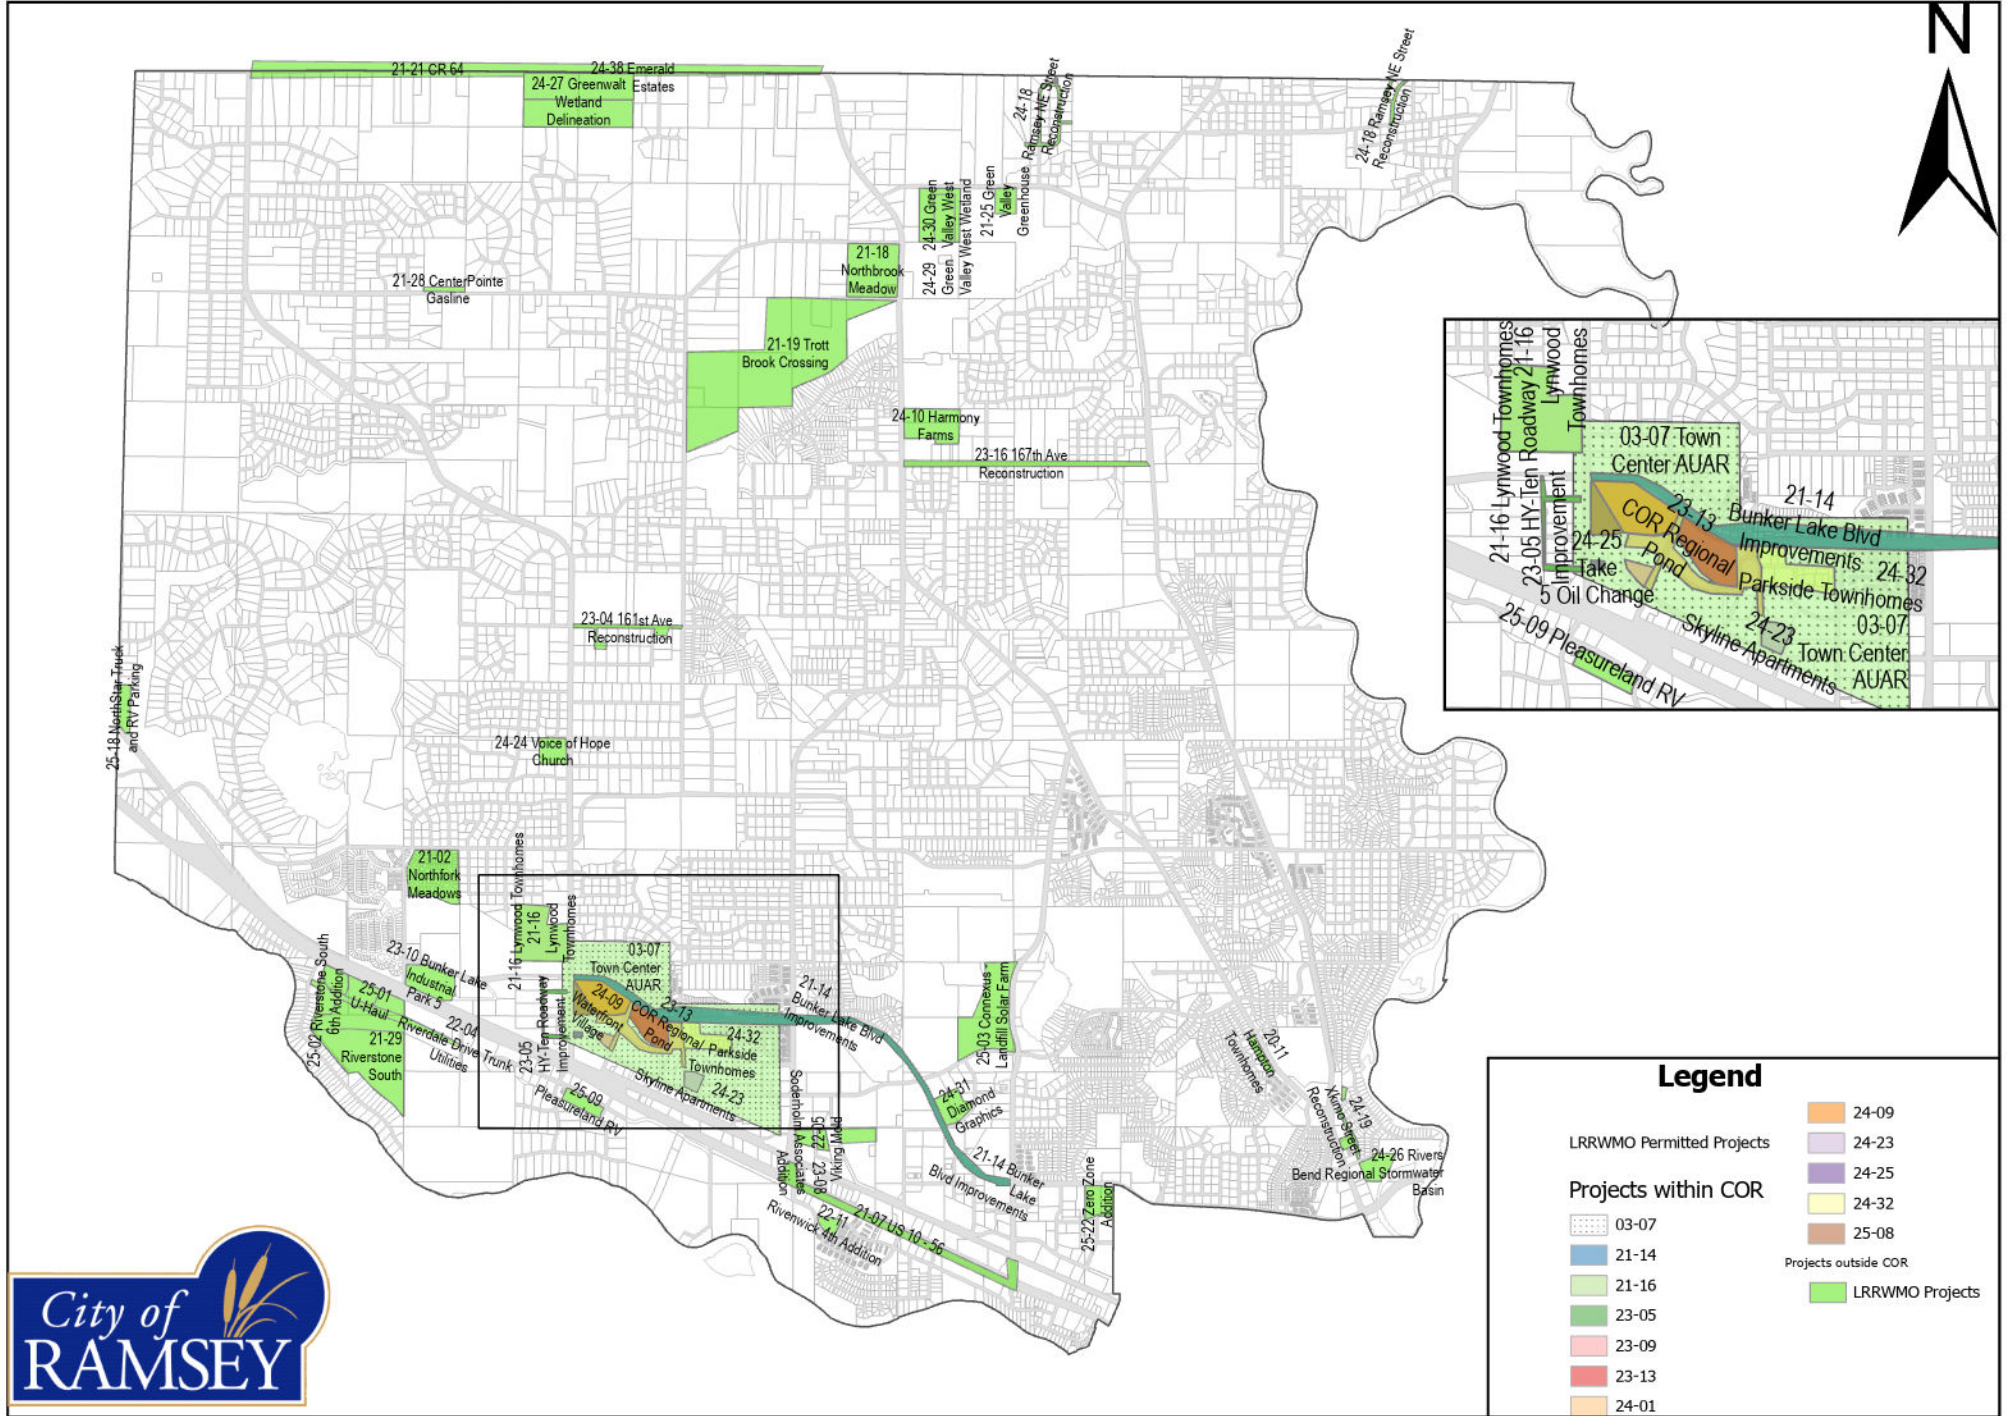 N
21-21 CR 64
24-38 Emerald
Estates
24-27 Greenwalt
Wetland
Delineation
24-18
Ramsey NE Street
Reconstruction
24-18 Ramsey NE Street
Reconstruction
24-30 Green
Valley West
24-29
Green
Valley West Wetland
21-25 Green
Valley
Greenhouse
21-18
Northbrook
Meadow
21-28 CenterPointe
Gasline
21-19 Trott
Brook Crossing
24-10 Harmony
Farms
23-16 167th Ave
Reconstruction
23-04 161st Ave
Reconstruction
25-18 NorthStar Truck
and RV Parking
24-24 Voice of Hope
Church
21-02
Northfork
Meadows
21-16 Lynwood Townhomes
21-16
Lynwood
Townhomes
03-07
Town Center
AUAR
23-10 Bunker Lake
Industrial
Park 5
25-02 Riverstone South
6th Addition
25-01
U-Haul
21-29
Riverstone
South
22-04
Riverdale Drive Trunk
Utilities
23-05
HY-Ten Roadway
Improvement
24-09
Waterfront
Village
23-13
COR Regional
Pond
24-32
Parkside
Townhomes
24-23
Skyline Apartments
25-09
Pleasureland RV
21-14
Bunker Lake Blvd
Improvements
25-03 Connexus
Landfill Solar Farm
24-31
Diamond
Graphics
21-14 Bunker
Lake
Blvd Improvements
Soderholm Associates
Addition
23-08
Viking Mold
22-11
Rivenwick 4th Addition
21-07 US 10 - 56
25-22 Zero Zone
Addition
20-11
Hampton
Townhomes
24-19
Xkimo Street
Reconstruction
24-26 Rivers
Bend Regional Stormwater
Basin
21-16 Lynwood Townhomes
21-16
Lynwood
Townhomes
23-05 HY-Ten Roadway
Improvement
03-07 Town
Center AUAR
23-13
COR Regional
Pond
21-14
Bunker Lake Blvd
Improvements
24-25
Take
5 Oil Change
24-32
Parkside Townhomes
24-23
Skyline Apartments
03-07
Town Center
AUAR
25-09 Pleasureland RV
Legend
LRRWMO Permitted Projects
Projects within COR
03-07
21-14
21-16
23-05
23-09
23-13
24-01
24-09
24-23
24-25
24-32
25-08
Projects outside COR
LRRWMO Projects
City of
RAMSEY